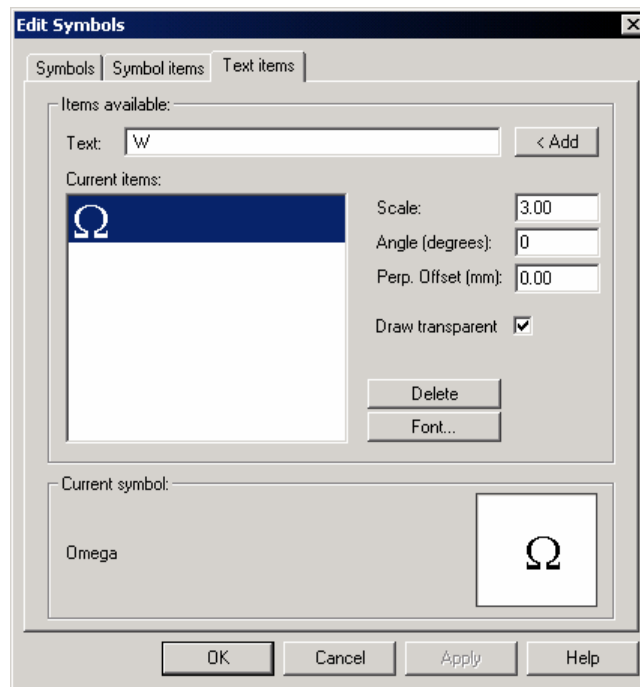 Edit Symbols
Symbols Symbol items Text items
Items available:
Text: W < Add
Current items:
Ω
Scale: 3.00
Angle (degrees): 0
Perp. Offset (mm): 0.00
Draw transparent
Delete
Font...
Current symbol:
Omega Ω
OK Cancel Apply Help